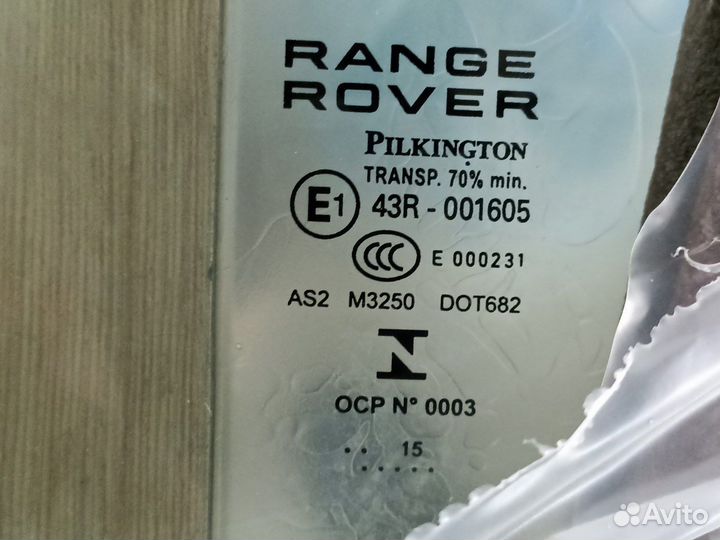 RANGE
ROVER
PILKINGTON
TRANSP. 70% min.
E1 43R - 001605
CCC E 000231
AS2 M3250 DOT682
OCP N° 0003
.. 15
.....
Avito